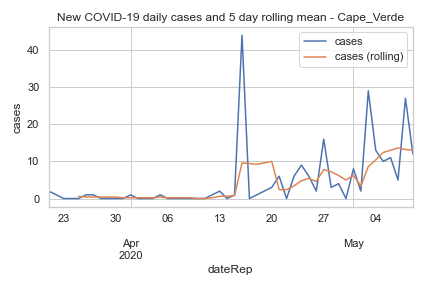 New COVID-19 daily cases and 5 day rolling mean - Cape_Verde
cases
cases (rolling)
cases
40
30
20
10
0
23 30 06 13 20 27 04
Apr May
2020
dateRep